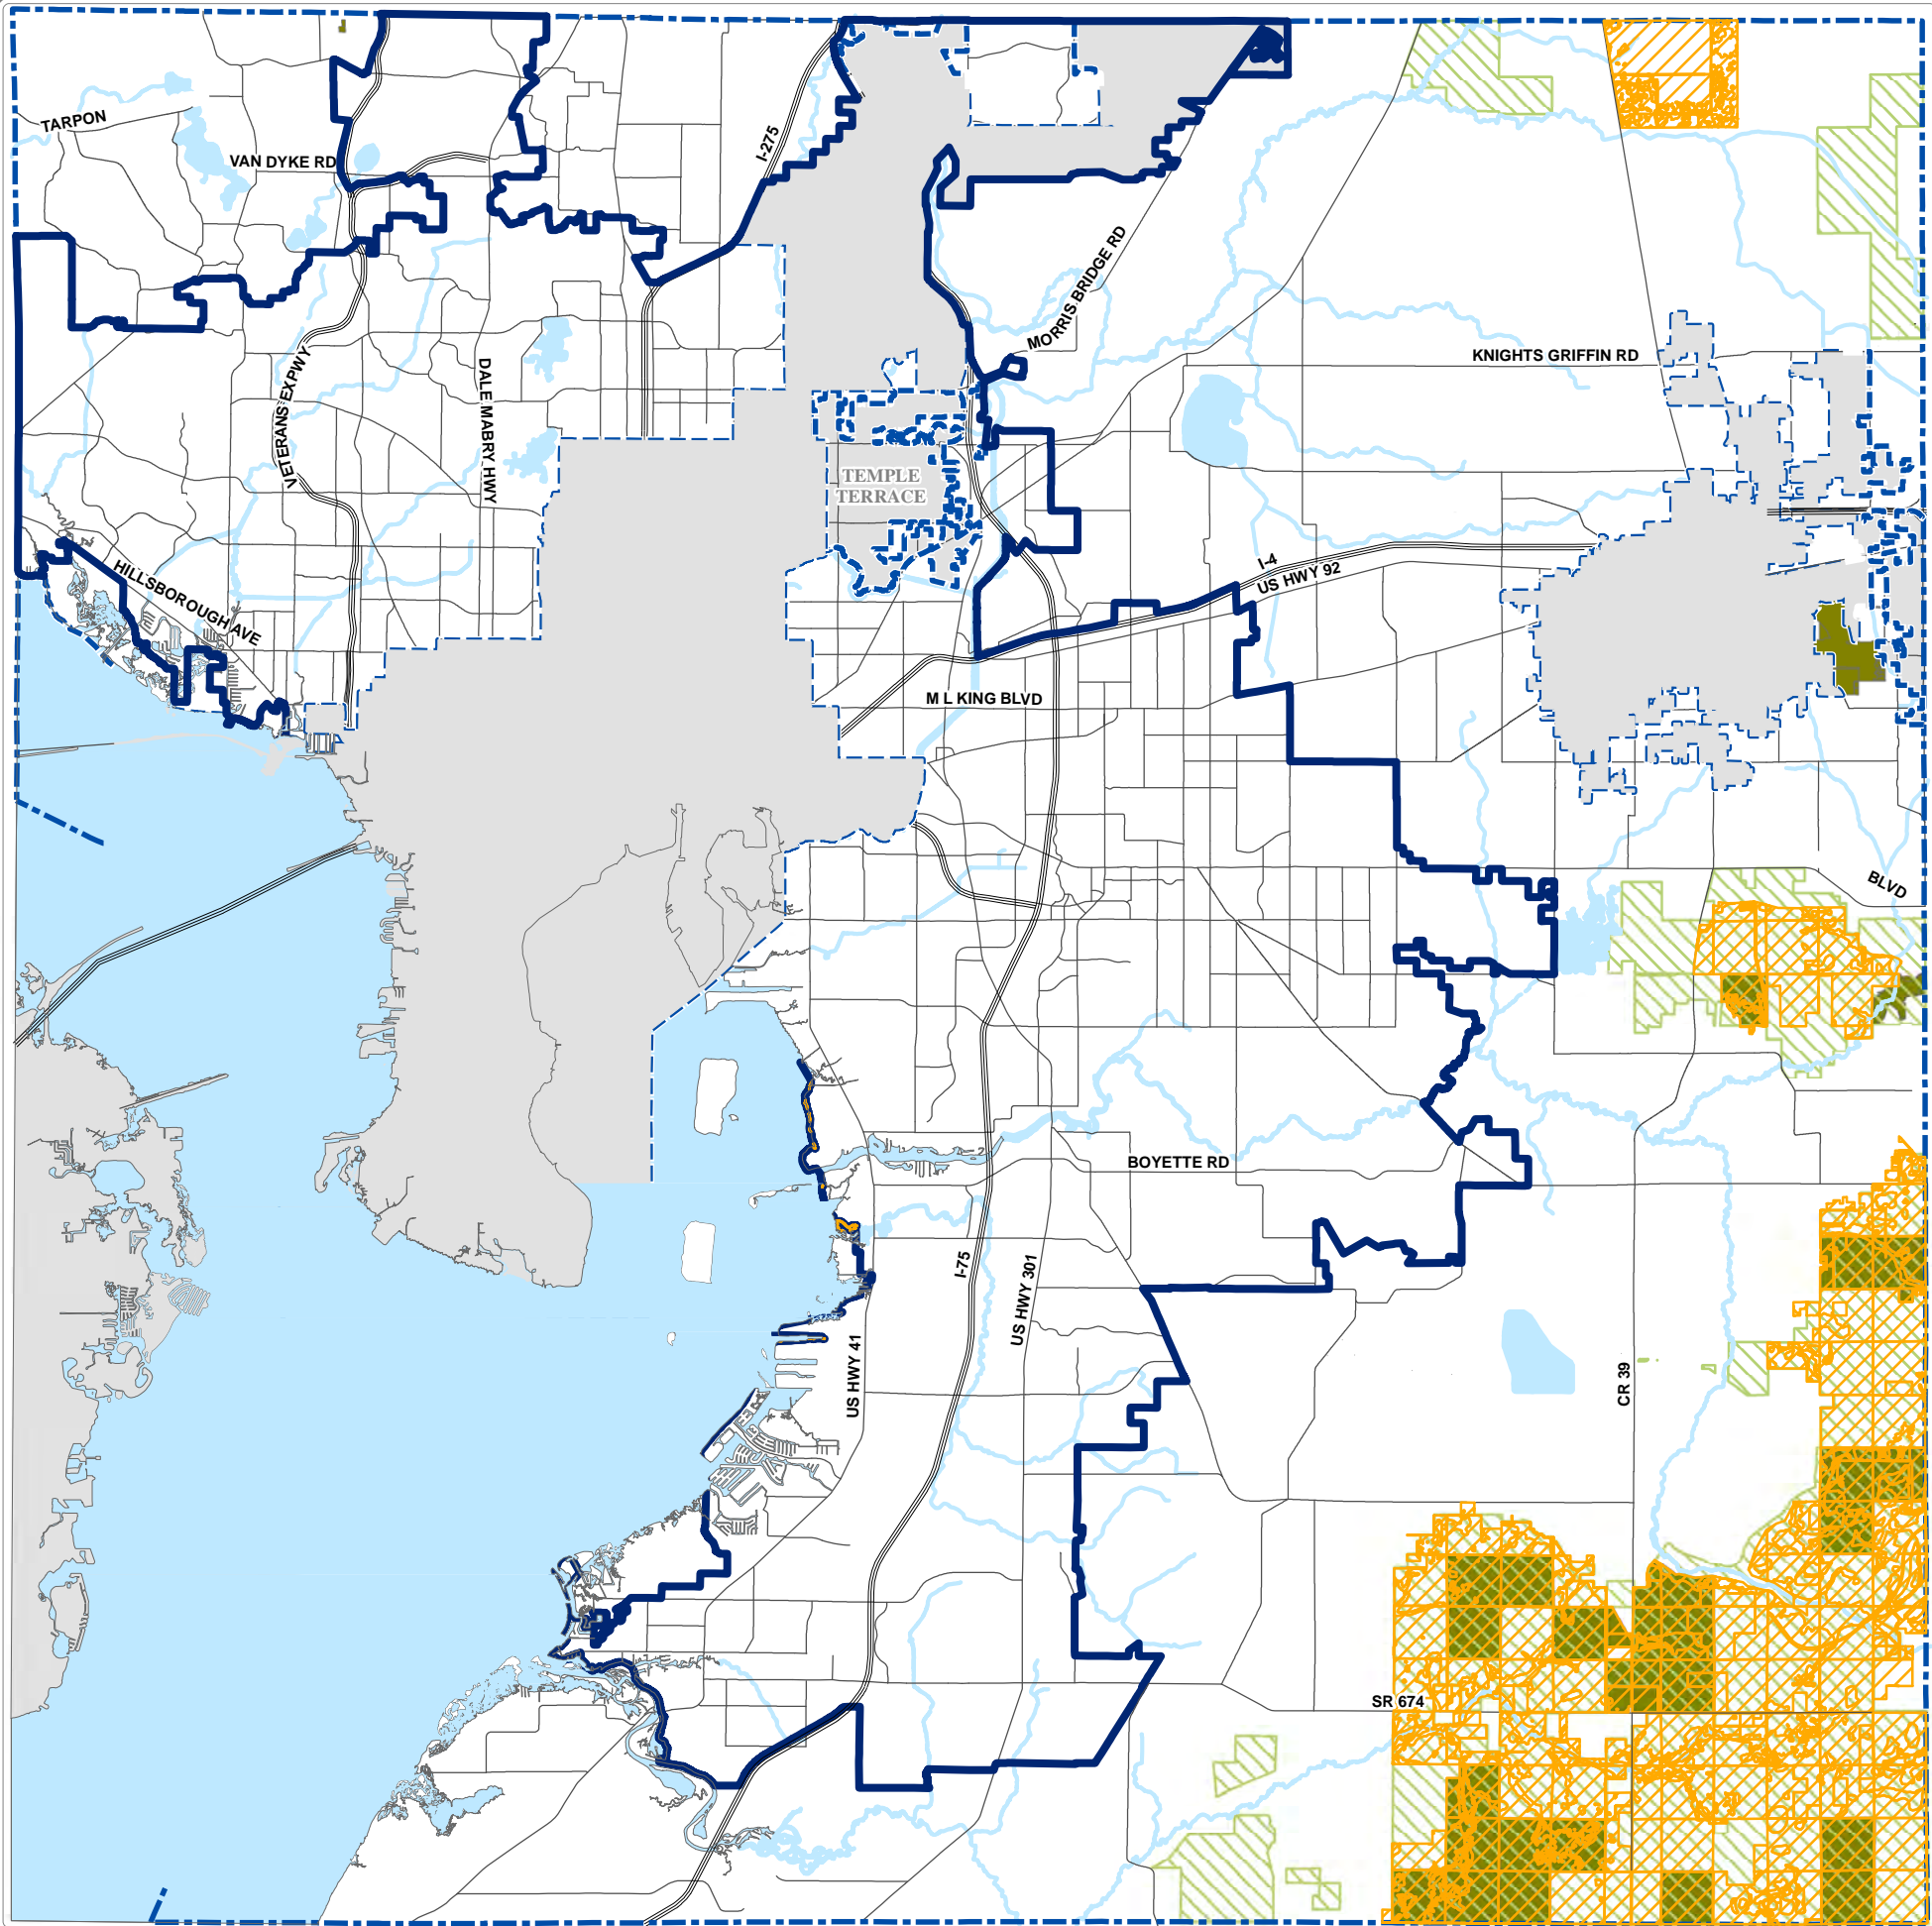 TARPON
VAN DYKE RD
I-275
MORRIS BRIDGE RD
KNIGHTS GRIFFIN RD
VETERANS EXPWY
DALE MABRY HWY
TEMPLE
TERRACE
I-4
US HWY 92
HILLSBOROUGH AVE
M L KING BLVD
BLVD
BOYETTE RD
I-75
US HWY 301
US HWY 41
CR 39
SR 674